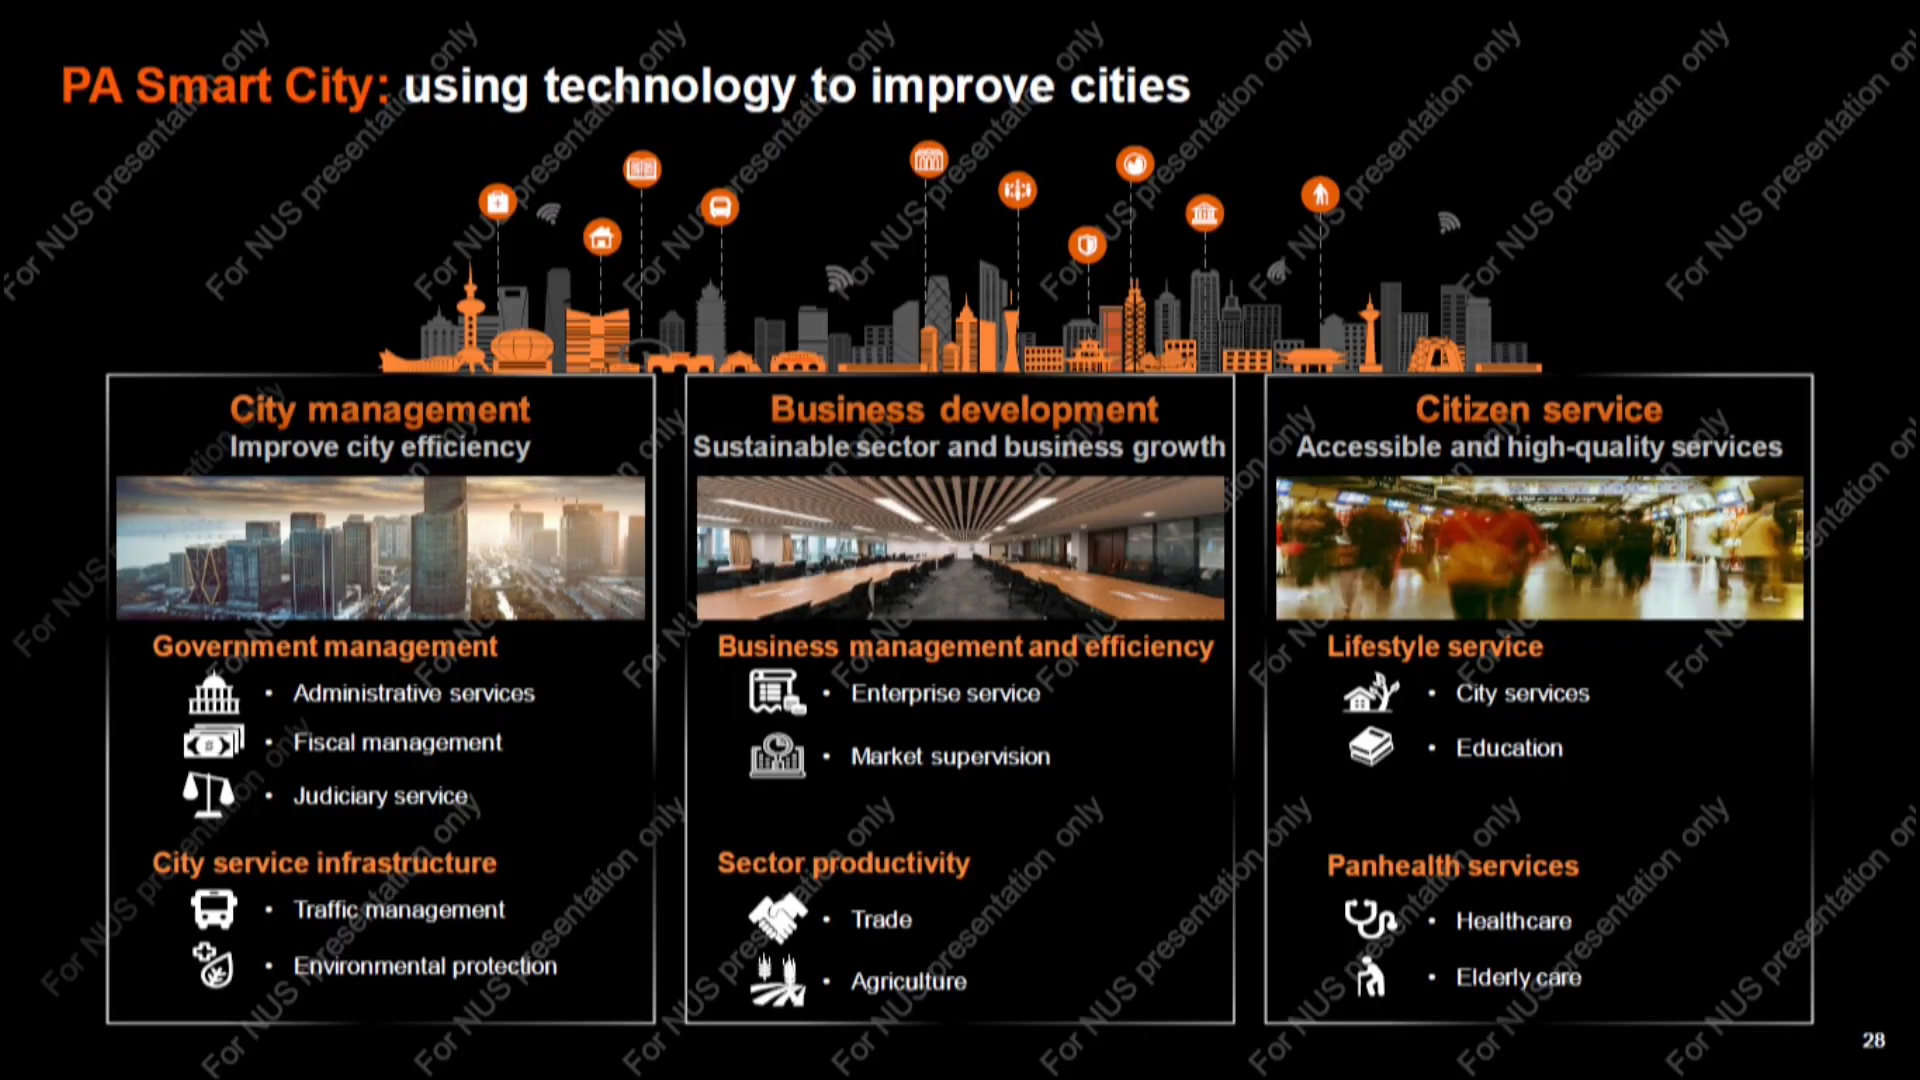 PA Smart City: using technology to improve cities
City management
Improve city efficiency
Government management
• Administrative services
• Fiscal management
• Judiciary service
City service infrastructure
• Traffic management
• Environmental protection
Business development
Sustainable sector and business growth
Business management and efficiency
• Enterprise service
• Market supervision
Sector productivity
• Trade
• Agriculture
Citizen service
Accessible and high-quality services
Lifestyle service
• City services
• Education
Panhealth services
• Healthcare
• Elderly care
28
For NUS presentation only